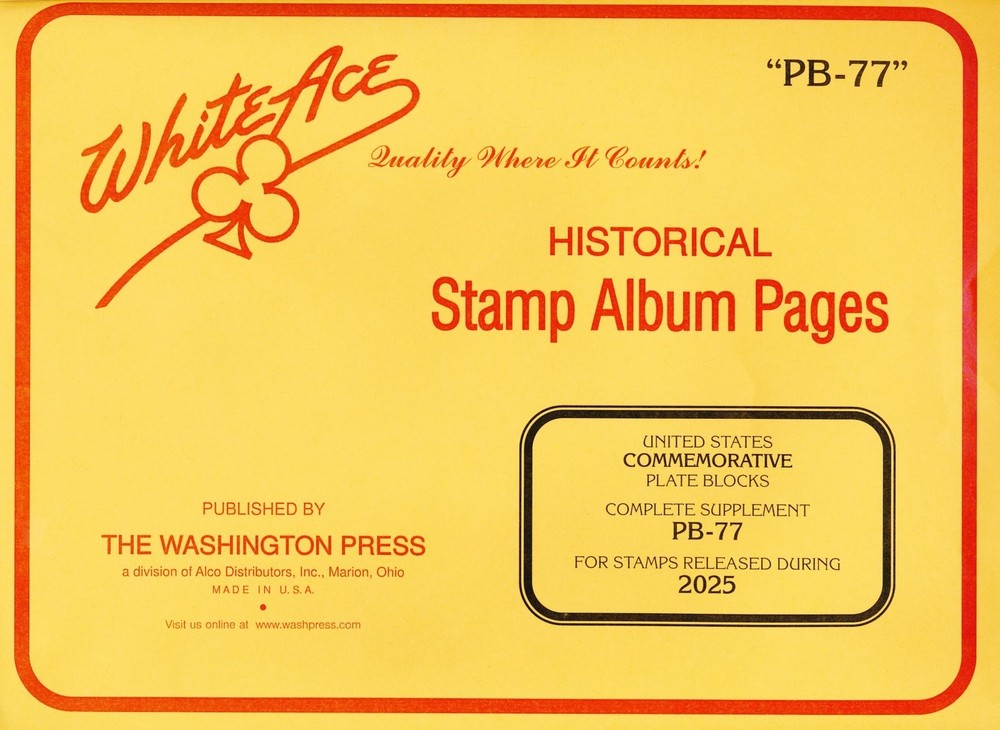 White Ace
“PB-77”
Quality Where It Counts!
HISTORICAL
Stamp Album Pages
UNITED STATES
COMMEMORATIVE
PLATE BLOCKS
COMPLETE SUPPLEMENT
PB-77
FOR STAMPS RELEASED DURING
2025
PUBLISHED BY
THE WASHINGTON PRESS
a division of Alco Distributors, Inc., Marion, Ohio
MADE IN U.S.A.
Visit us online at www.washpress.com